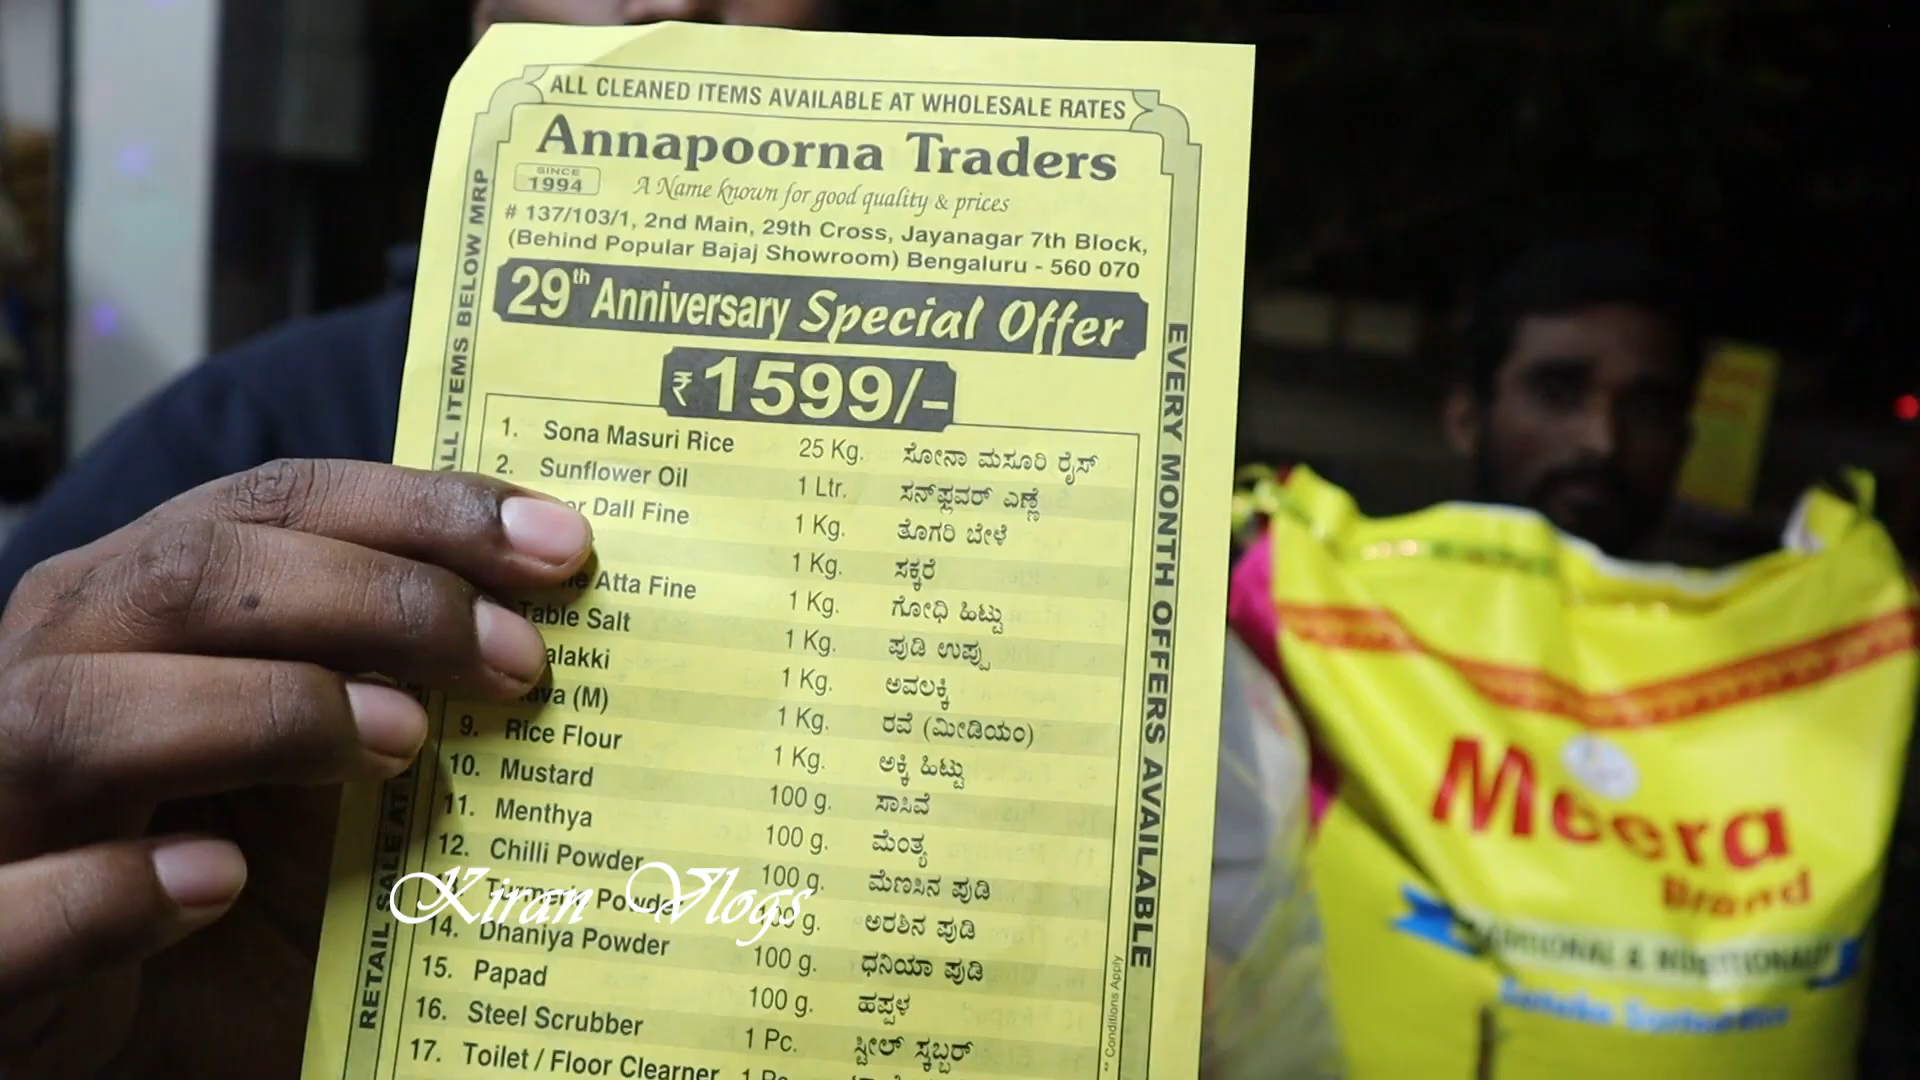 ALL CLEANED ITEMS AVAILABLE AT WHOLESALE RATES
Annapoorna Traders
SINCE 1994
A Name known for good quality & prices
# 137/103/1, 2nd Main, 29th Cross, Jayanagar 7th Block,
(Behind Popular Bajaj Showroom) Bengaluru - 560 070
29th Anniversary Special Offer
₹1599/-
1. Sona Masuri Rice 25 Kg. ಸೋನಾ ಮಸೂರಿ ರೈಸ್
2. Sunflower Oil 1 Ltr. ಸನ್‌ಫ್ಲವರ್ ಎಣ್ಣೆ
Dall Fine 1 Kg. ತೊಗರಿ ಬೇಳೆ
1 Kg. ಸಕ್ಕರೆ
Atta Fine 1 Kg. ಗೋಧಿ ಹಿಟ್ಟು
Table Salt 1 Kg. ಪುಡಿ ಉಪ್ಪು
alakki 1 Kg. ಅವಲಕ್ಕಿ
(M) 1 Kg. ರವೆ (ಮೀಡಿಯಂ)
9. Rice Flour 1 Kg. ಅಕ್ಕಿ ಹಿಟ್ಟು
10. Mustard 100 g. ಸಾಸಿವೆ
11. Menthya 100 g. ಮೆಂತ್ಯ
12. Chilli Powder 100 g. ಮೆಣಸಿನ ಪುಡಿ
Turmeric Powder g. ಅರಶಿನ ಪುಡಿ
14. Dhaniya Powder 100 g. ಧನಿಯಾ ಪುಡಿ
15. Papad 100 g. ಹಪ್ಪಳ
16. Steel Scrubber 1 Pc. ಸ್ಟೀಲ್ ಸ್ಕ್ರಬ್ಬರ್
17. Toilet / Floor Clearner
ALL ITEMS BELOW MRP
RETAIL SALE AT
EVERY MONTH OFFERS AVAILABLE
* Conditions Apply
Kiran Vlogs
Meera
Brand
TRADITIONAL & NUTRITIONALLY